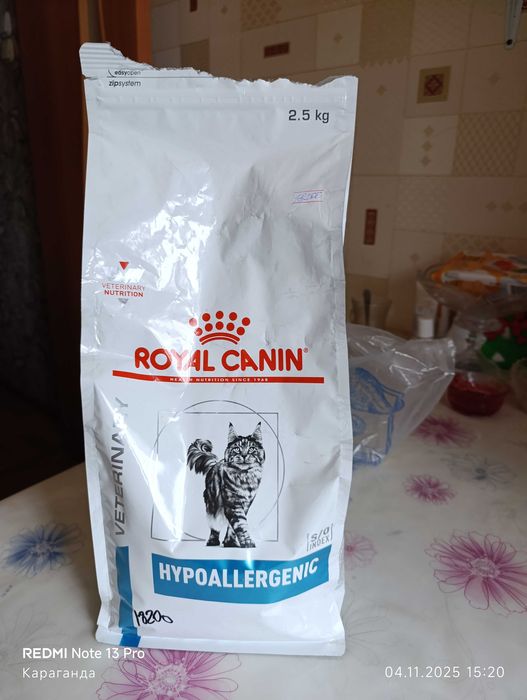 easyopen
zipsystem
2.5 kg
VETERINARY
NUTRITION
ROYAL CANIN®
HEALTH NUTRITION SINCE 1968
VETERINARY
S/O
INDEX
HYPOALLERGENIC
18200
REDMI Note 13 Pro
Караганда
04.11.2025 15:20